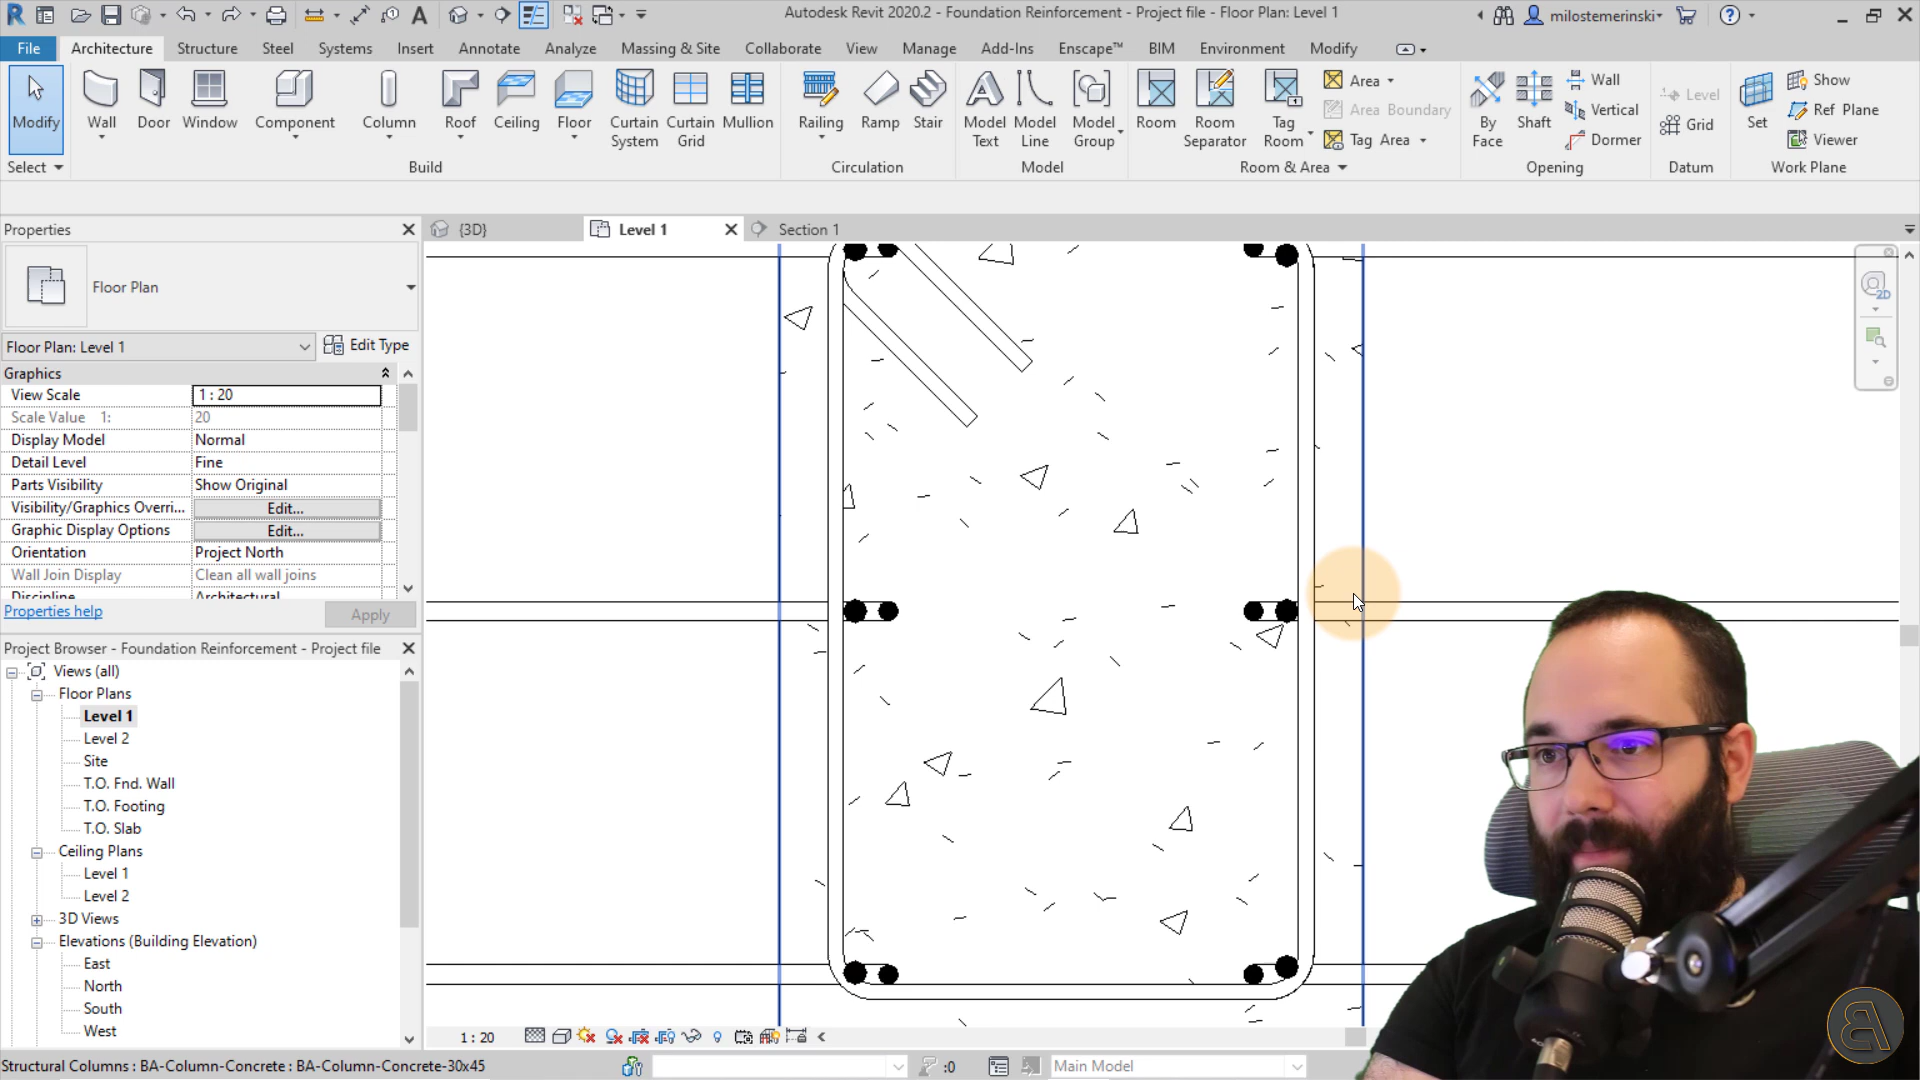 Autodesk Revit 2020.2 - Foundation Reinforcement - Project file - Floor Plan: Level 1
milostemerinski
File Architecture Structure Steel Systems Insert Annotate Analyze Massing & Site Collaborate View Manage Add-Ins Enscape™ BIM Environment Modify
Modify
Wall
Door
Window
Component
Column
Roof
Ceiling
Floor
Curtain System
Curtain Grid
Mullion
Railing
Ramp
Stair
Model Text
Model Line
Model Group
Room
Room Separator
Tag Room
Area
Area Boundary
Tag Area
By Face
Shaft
Wall
Vertical
Dormer
Level
Grid
Set
Show
Ref Plane
Viewer
Select Build Circulation Model Room & Area Opening Datum Work Plane
Properties
{3D} Level 1 Section 1
Floor Plan
Floor Plan: Level 1 Edit Type
Graphics
View Scale 1 : 20
Scale Value 1: 20
Display Model Normal
Detail Level Fine
Parts Visibility Show Original
Visibility/Graphics Overri... Edit...
Graphic Display Options Edit...
Orientation Project North
Wall Join Display Clean all wall joins
Discipline Architectural
Properties help Apply
Project Browser - Foundation Reinforcement - Project file
Views (all)
Floor Plans
Level 1
Level 2
Site
T.O. Fnd. Wall
T.O. Footing
T.O. Slab
Ceiling Plans
Level 1
Level 2
3D Views
Elevations (Building Elevation)
East
North
South
West
1 : 20
Structural Columns : BA-Column-Concrete : BA-Column-Concrete-30x45
:0
Main Model